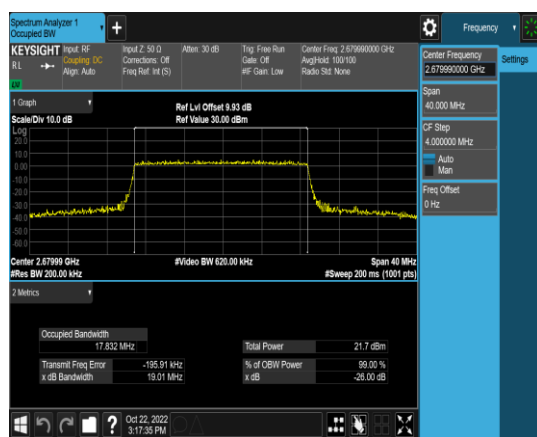 Spectrum Analyzer 1
Occupied BW
+
Frequency
KEYSIGHT
RL
Input: RF
Coupling: DC
Align: Auto
Input Z: 50 Ω
Corrections: Off
Freq Ref: Int (S)
Atten: 30 dB
Trig: Free Run
Gate: Off
#IF Gain: Low
Center Freq: 2.679990000 GHz
Avg|Hold: 100/100
Radio Std: None
Center Frequency
2.679990000 GHz
Settings
Span
40.000 MHz
CF Step
4.000000 MHz
Auto
Man
Freq Offset
0 Hz
1 Graph
Scale/Div 10.0 dB
Ref Lvl Offset 9.93 dB
Ref Value 30.00 dBm
Log
20.0
10.0
0.00
-10.0
-20.0
-30.0
-40.0
-50.0
-60.0
Center 2.67999 GHz
#Res BW 200.00 kHz
#Video BW 620.00 kHz
Span 40 MHz
#Sweep 200 ms (1001 pts)
2 Metrics
Occupied Bandwidth
17.832 MHz
Total Power 21.7 dBm
Transmit Freq Error -195.91 kHz
% of OBW Power 99.00 %
x dB Bandwidth 19.01 MHz
x dB -26.00 dB
?
Oct 22, 2022
3:17:35 PM